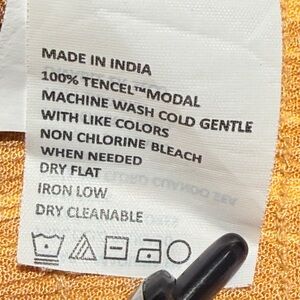 MADE IN INDIA
100% TENCEL™MODAL
MACHINE WASH COLD GENTLE
WITH LIKE COLORS
NON CHLORINE BLEACH
WHEN NEEDED
DRY FLAT
IRON LOW
DRY CLEANABLE